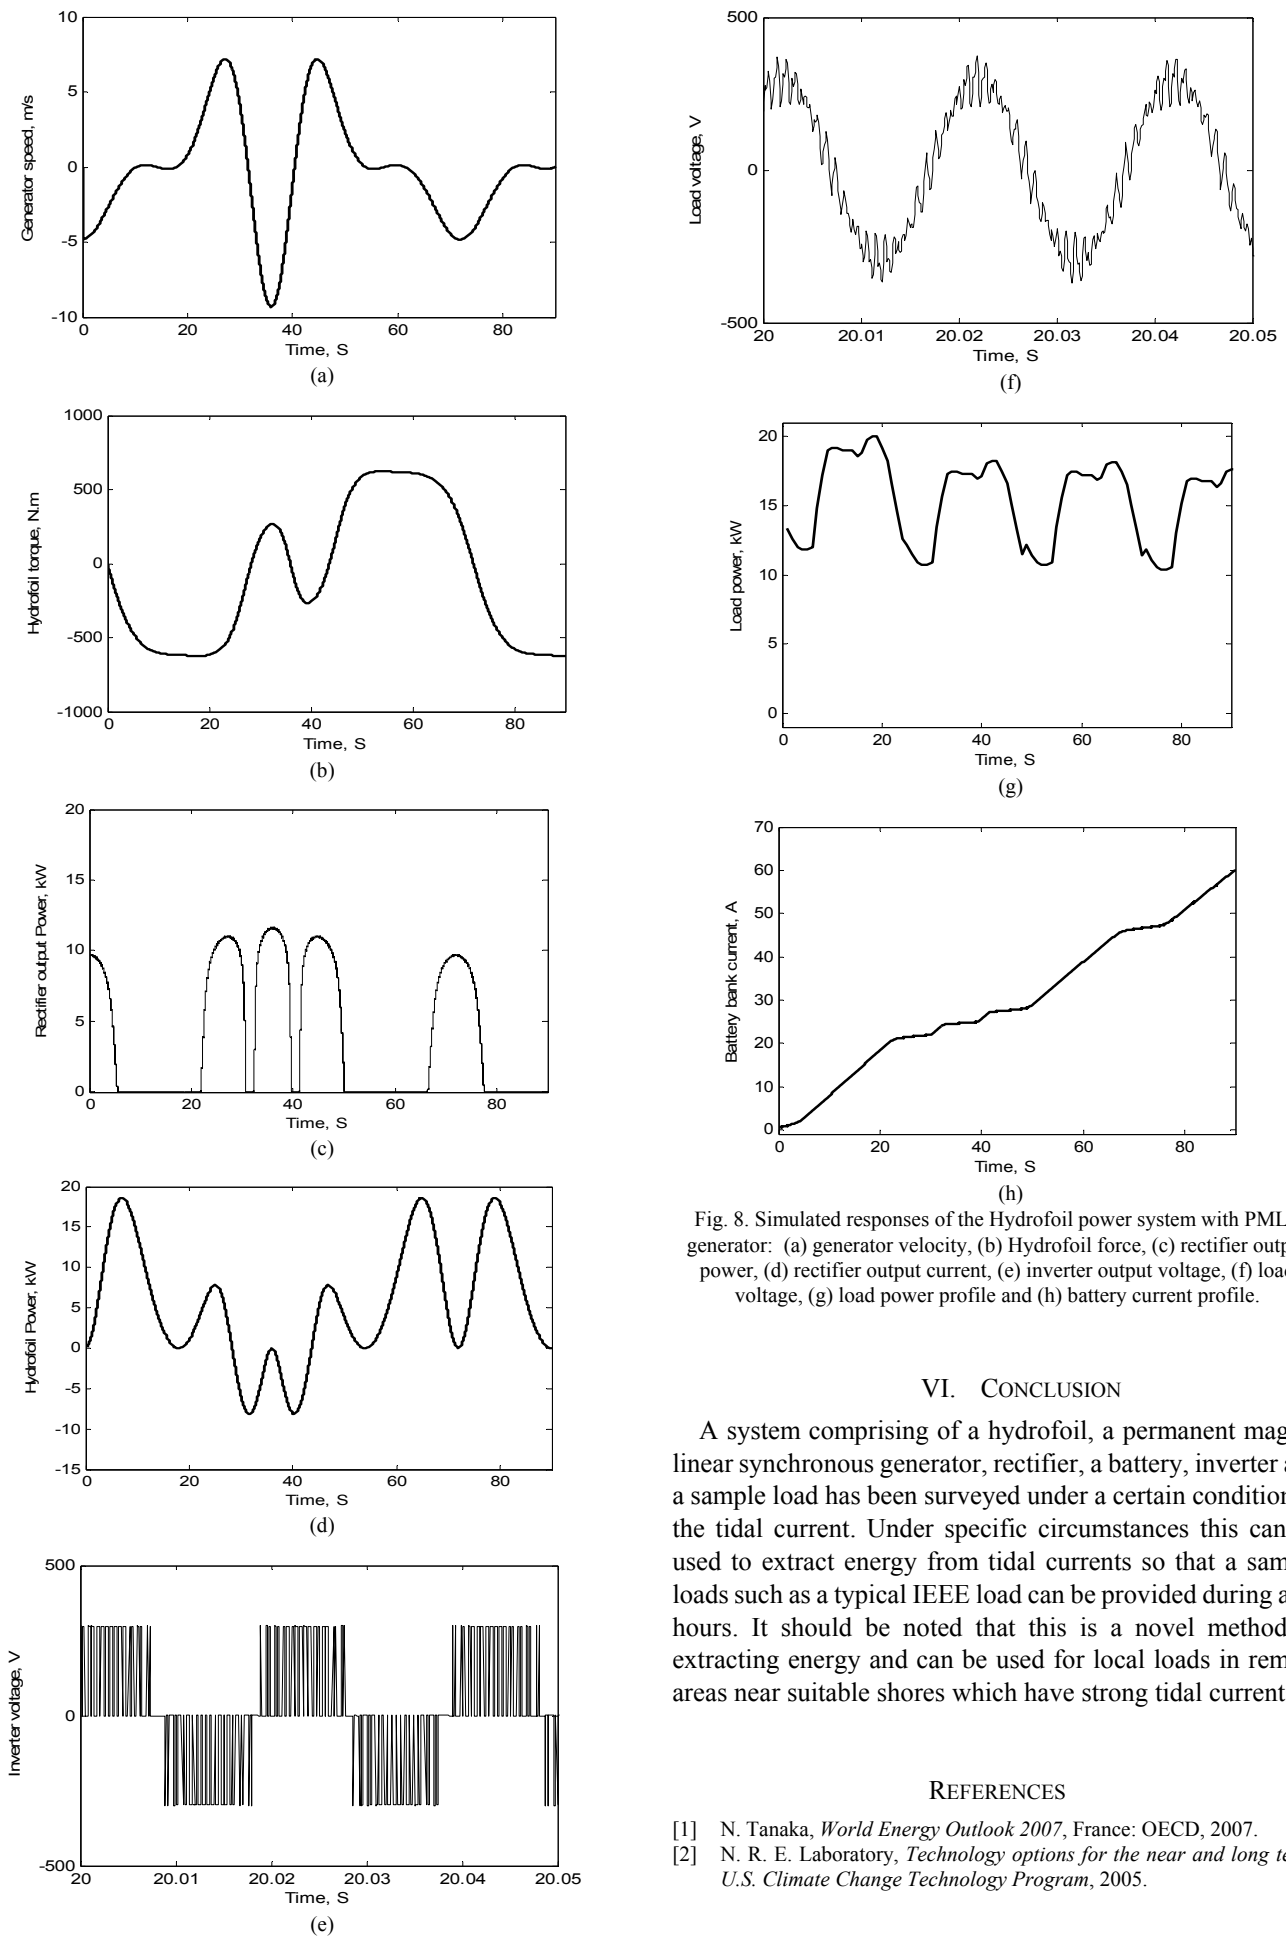 10
5
0
-5
-10
Generator speed, m/s
0 20 40 60 80
Time, S
(a)
1000
500
0
-500
-1000
Hydrofoil torque, N.m
0 20 40 60 80
Time, S
(b)
20
15
10
5
0
Rectifier output Power, kW
0 20 40 60 80
Time, S
(c)
20
15
10
5
0
-5
-10
-15
Hydrofoil Power, kW
0 20 40 60 80
Time, S
(d)
500
0
-500
Inverter voltage, V
20 20.01 20.02 20.03 20.04 20.05
Time, S
(e)
500
0
-500
Load voltage, V
20 20.01 20.02 20.03 20.04 20.05
Time, S
(f)
20
15
10
5
0
Load power, kW
0 20 40 60 80
Time, S
(g)
70
60
50
40
30
20
10
0
Battery bank current, A
0 20 40 60 80
Time, S
(h)
Fig. 8. Simulated responses of the Hydrofoil power system with PML
generator: (a) generator velocity, (b) Hydrofoil force, (c) rectifier outp
power, (d) rectifier output current, (e) inverter output voltage, (f) loa
voltage, (g) load power profile and (h) battery current profile.
VI. CONCLUSION
A system comprising of a hydrofoil, a permanent mag
linear synchronous generator, rectifier, a battery, inverter
a sample load has been surveyed under a certain condition
the tidal current. Under specific circumstances this can
used to extract energy from tidal currents so that a sam
loads such as a typical IEEE load can be provided during a
hours. It should be noted that this is a novel method
extracting energy and can be used for local loads in rem
areas near suitable shores which have strong tidal current
REFERENCES
[1] N. Tanaka, World Energy Outlook 2007, France: OECD, 2007.
[2] N. R. E. Laboratory, Technology options for the near and long te
U.S. Climate Change Technology Program, 2005.